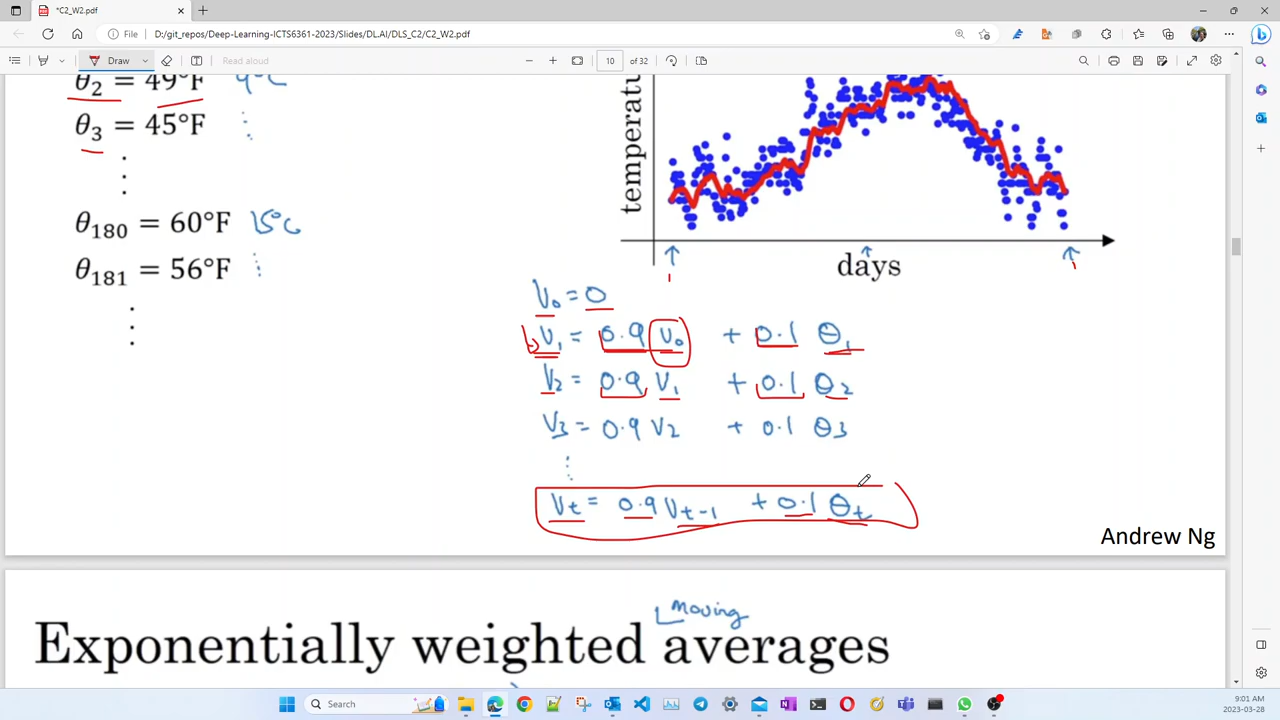 *C2_W2.pdf
File
D:/git_repos/Deep-Learning-ICTS6361-2023/Slides/DL.AI/DLS_C2/C2_W2.pdf
Draw
Read aloud
10 of 32
θ2 = 49°F 9°C
θ3 = 45°F
θ180 = 60°F 15°C
θ181 = 56°F
temperatu
days
1
V0 = 0
V1 = 0.9 V0 + 0.1 θ1
V2 = 0.9 V1 + 0.1 θ2
V3 = 0.9 V2 + 0.1 θ3
Vt = 0.9 Vt-1 + 0.1 θt
Andrew Ng
moving
Exponentially weighted averages
Search
9:01 AM
2023-03-28